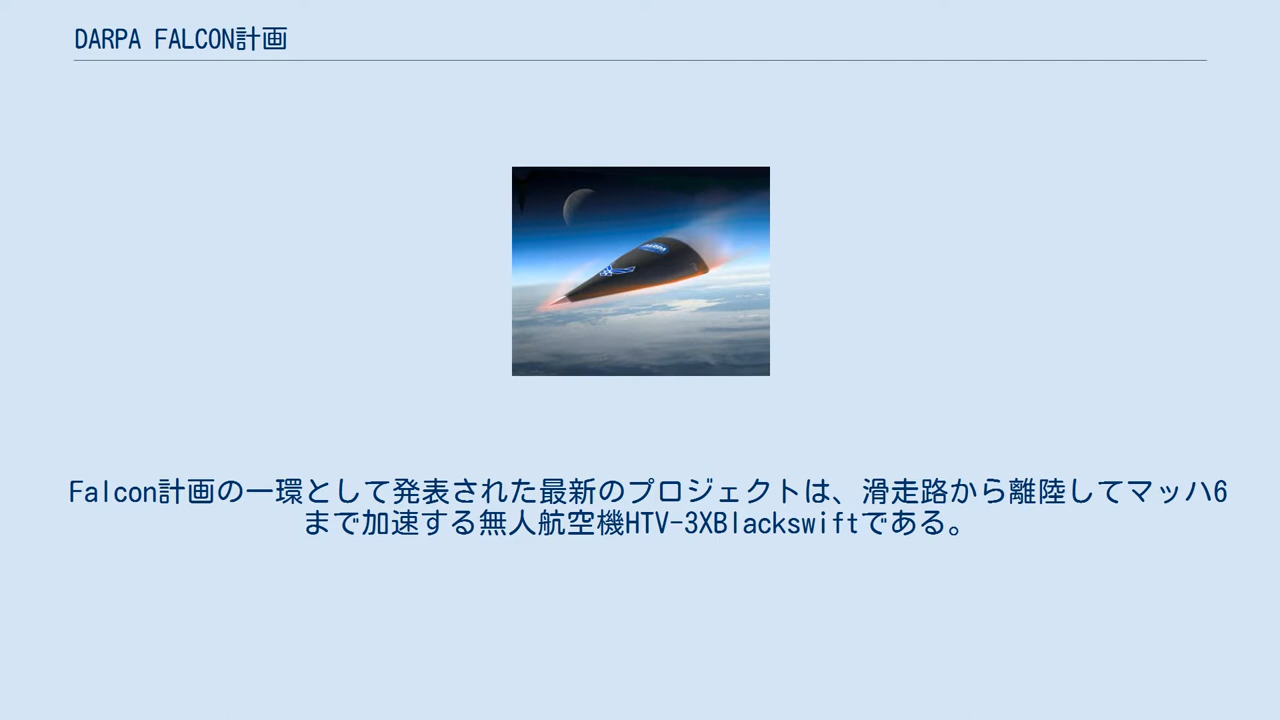 DARPA FALCON計画
DARPA
Falcon計画の一環として発表された最新のプロジェクトは、滑走路から離陸してマッハ6
まで加速する無人航空機HTV-3XBlackswiftである。